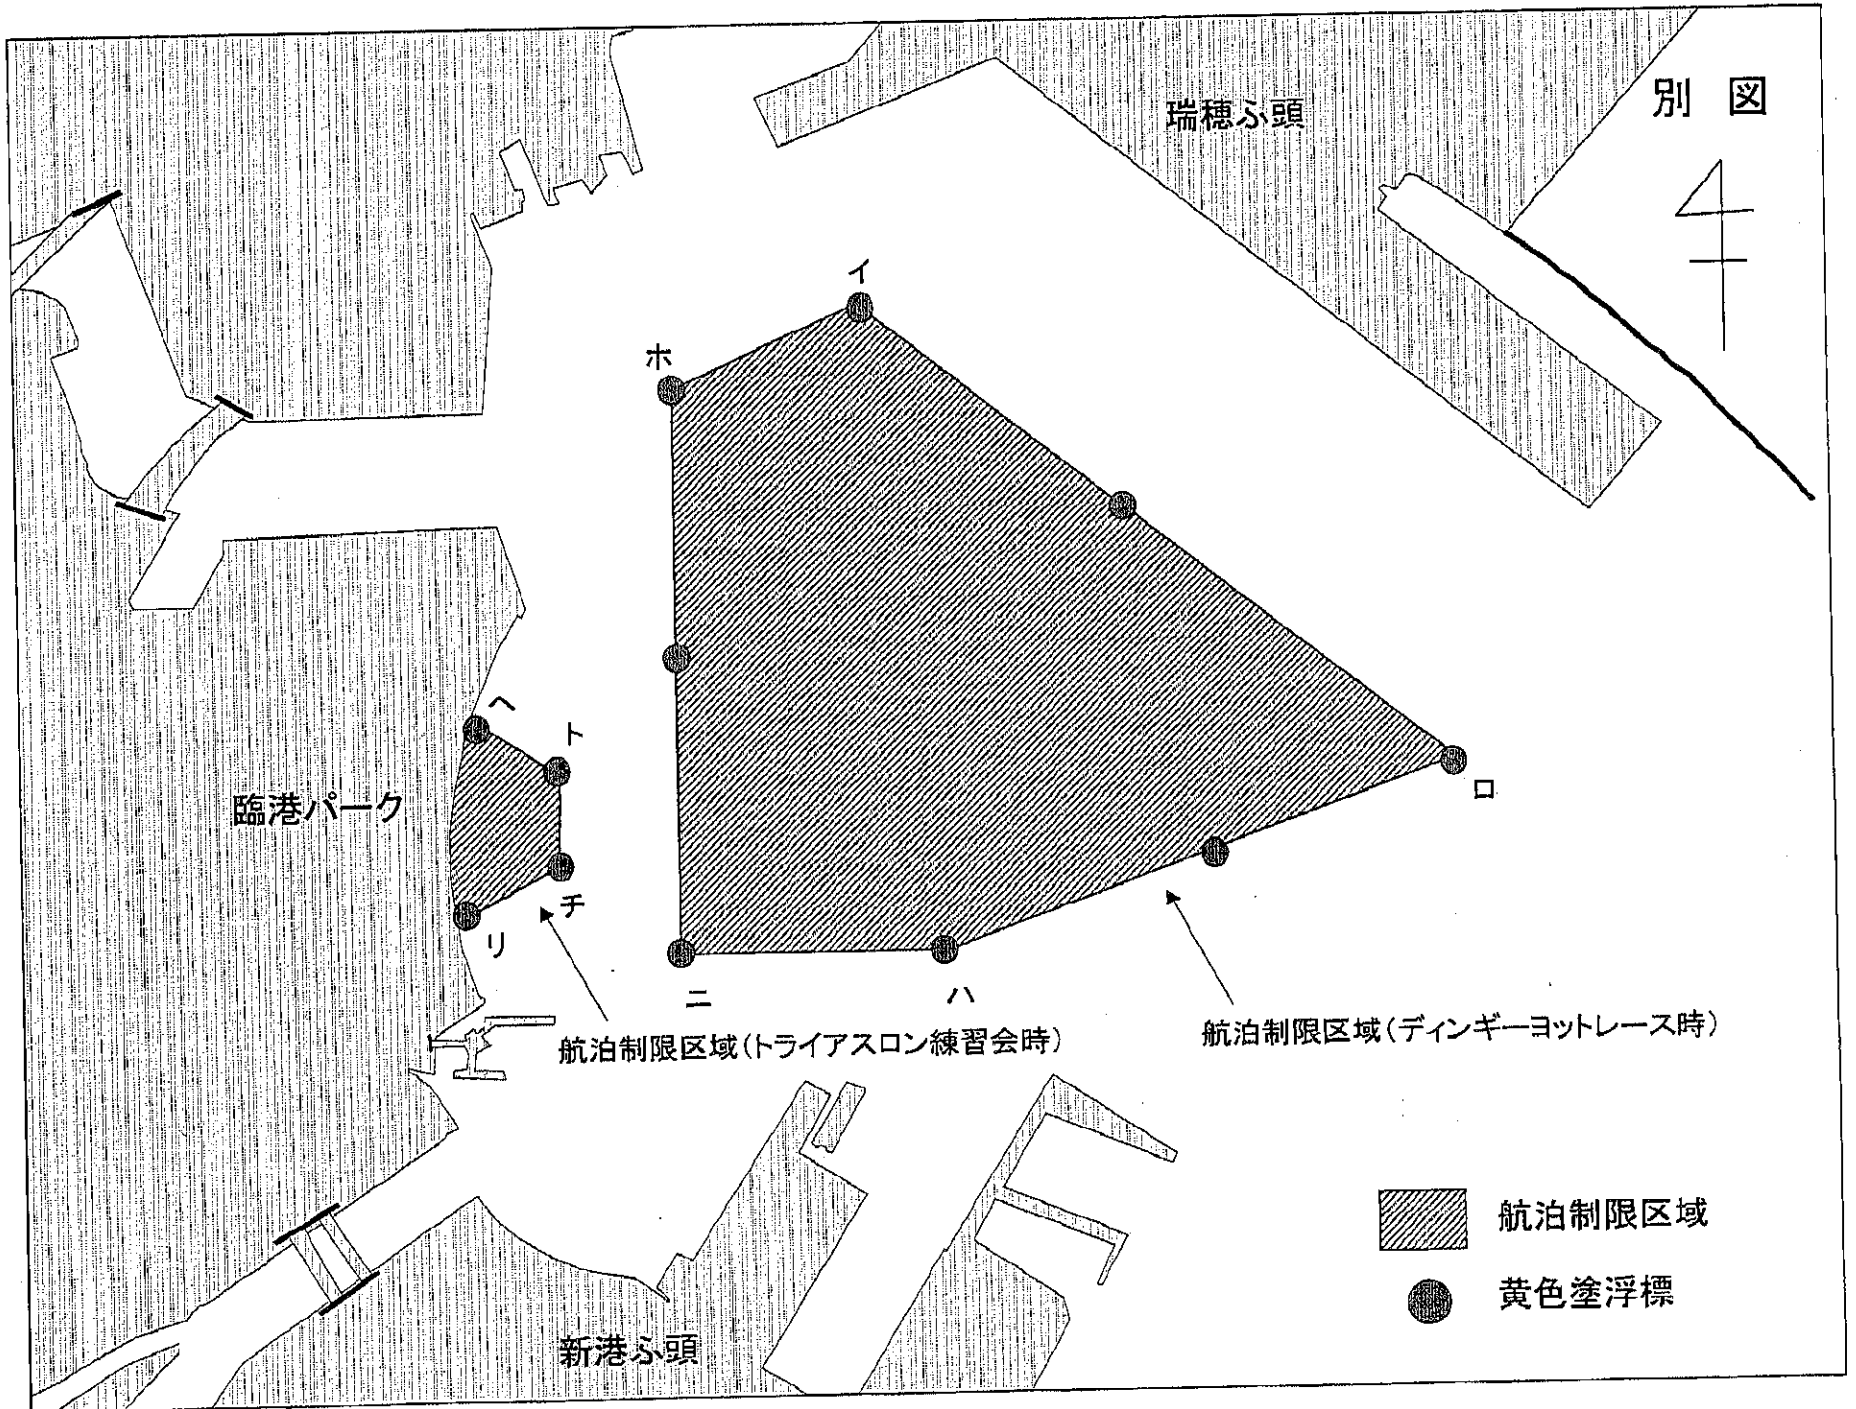 別 図
瑞穂ふ頭
イ
ホ
ロ
ヘ
ト
臨港パーク
チ
リ
ニ
ハ
航泊制限区域(トライアスロン練習会時)
航泊制限区域(ディンギーヨットレース時)
航泊制限区域
黄色塗浮標
新港ふ頭